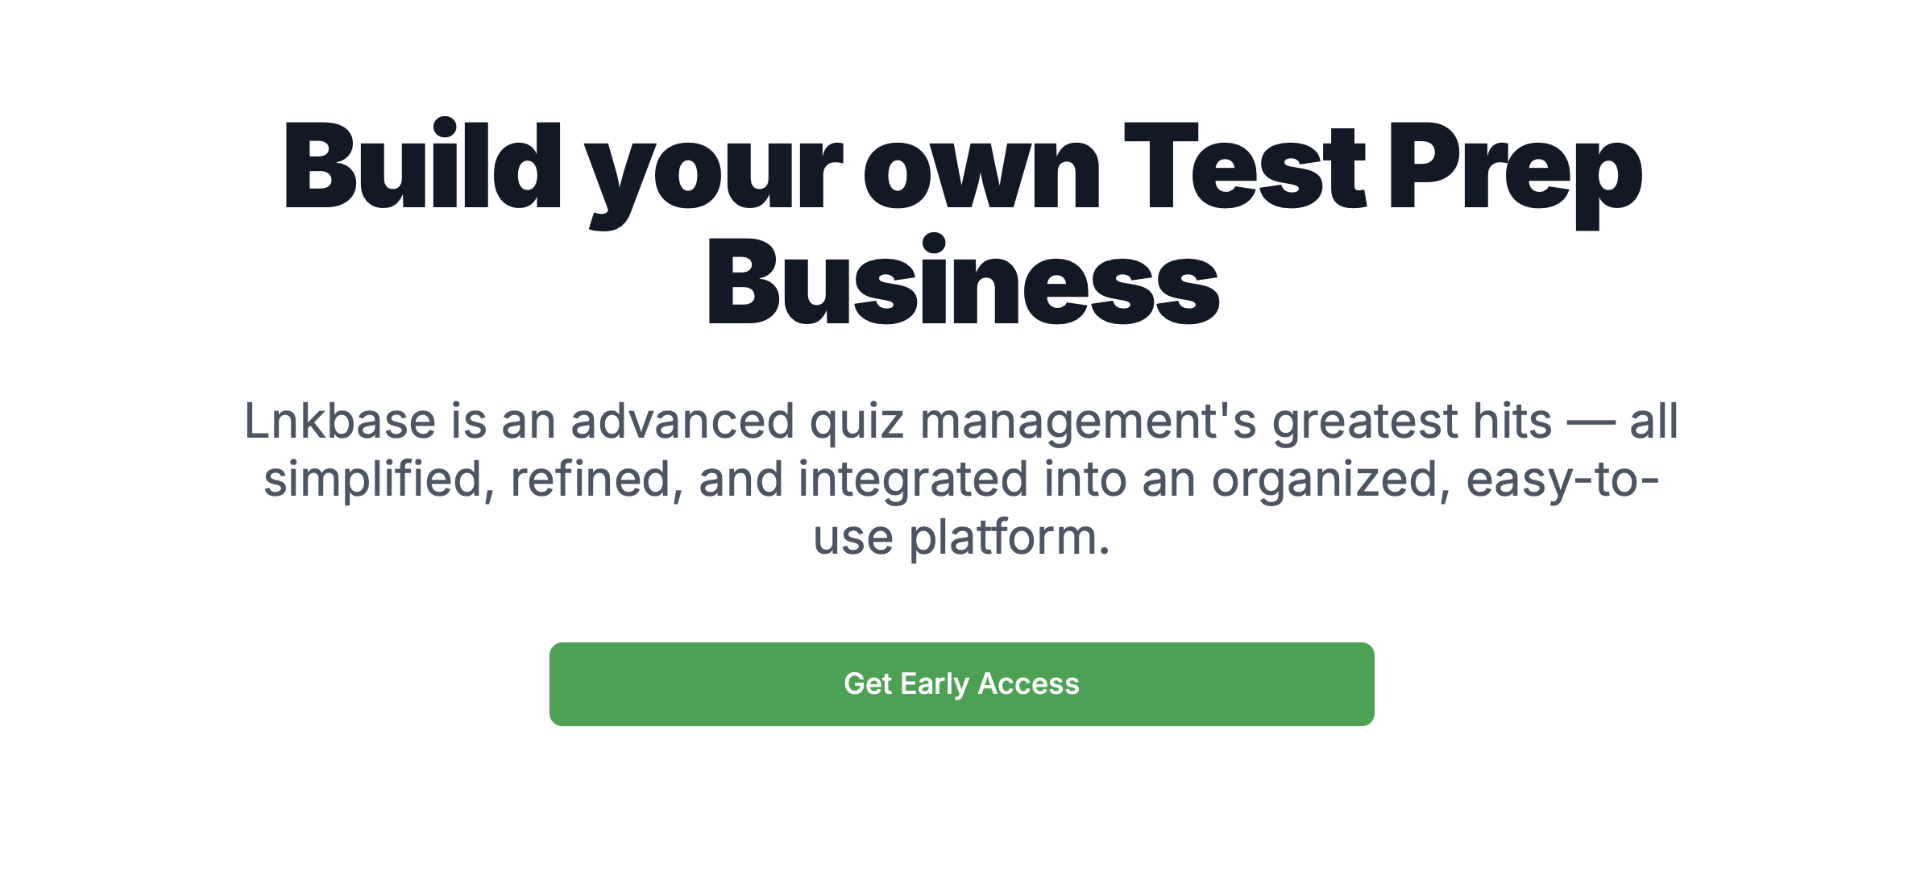 Build your own Test Prep
Business
Lnkbase is an advanced quiz management's greatest hits — all
simplified, refined, and integrated into an organized, easy-to-
use platform.
Get Early Access